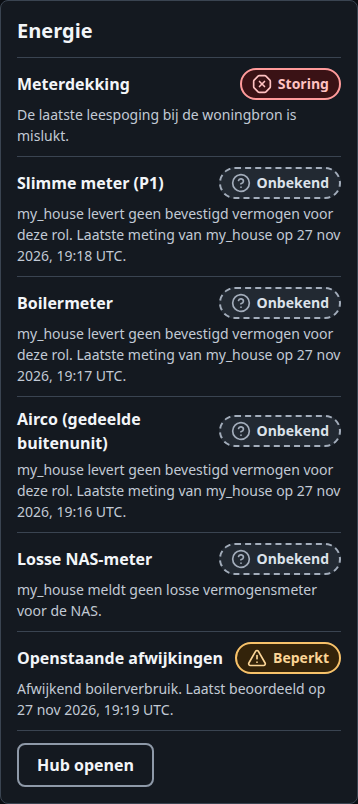 Energie
Meterdekking
Storing
De laatste leespoging bij de woningbron is
mislukt.
Slimme meter (P1)
Onbekend
my_house levert geen bevestigd vermogen voor
deze rol. Laatste meting van my_house op 27 nov
2026, 19:18 UTC.
Boilermeter
Onbekend
my_house levert geen bevestigd vermogen voor
deze rol. Laatste meting van my_house op 27 nov
2026, 19:17 UTC.
Airco (gedeelde
buitenunit)
Onbekend
my_house levert geen bevestigd vermogen voor
deze rol. Laatste meting van my_house op 27 nov
2026, 19:16 UTC.
Losse NAS-meter
Onbekend
my_house meldt geen losse vermogensmeter
voor de NAS.
Openstaande afwijkingen
Beperkt
Afwijkend boilerverbruik. Laatst beoordeeld op
27 nov 2026, 19:19 UTC.
Hub openen